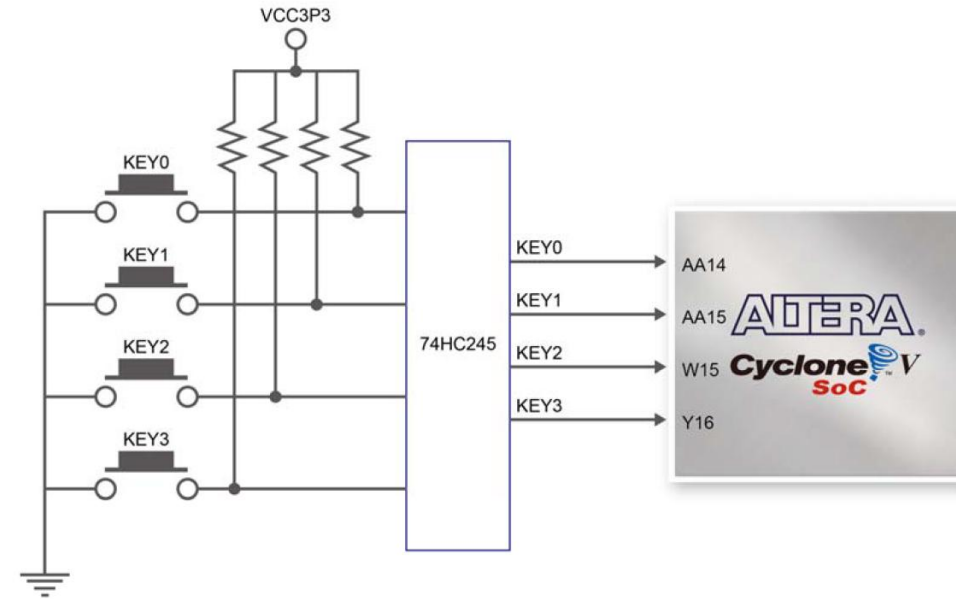 VCC3P3
KEY0
KEY1
KEY2
KEY3
74HC245
KEY0
KEY1
KEY2
KEY3
AA14
AA15
W15
Y16
ALTERA.
Cyclone V
SoC